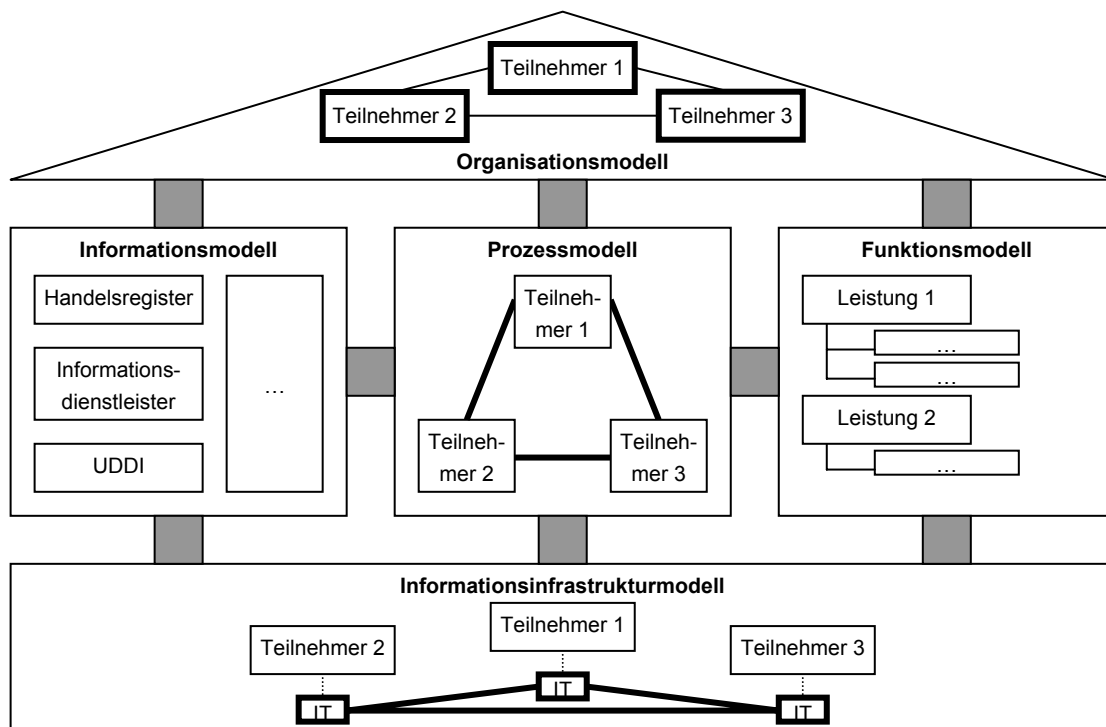 Teilnehmer 1
Teilnehmer 2
Teilnehmer 3
Organisationsmodell
Informationsmodell
Handelsregister
Informations-
dienstleister
UDDI
…
Prozessmodell
Teilneh-
mer 1
Teilneh-
mer 2
Teilneh-
mer 3
Funktionsmodell
Leistung 1
…
…
Leistung 2
…
Informationsinfrastrukturmodell
Teilnehmer 1
Teilnehmer 2
Teilnehmer 3
IT
IT
IT